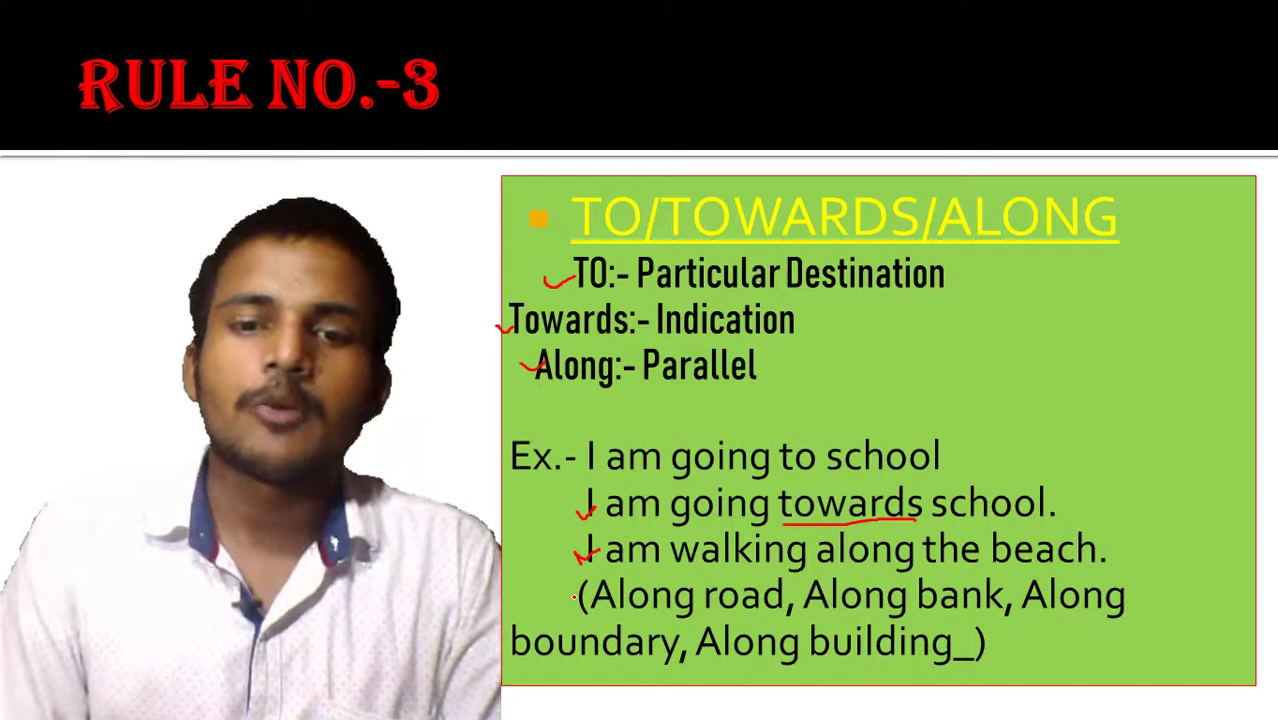 RULE NO.-3
TO/TOWARDS/ALONG
TO:- Particular Destination
Towards:- Indication
Along:- Parallel
Ex.- I am going to school
I am going towards school.
I am walking along the beach.
(Along road, Along bank, Along
boundary, Along building_)